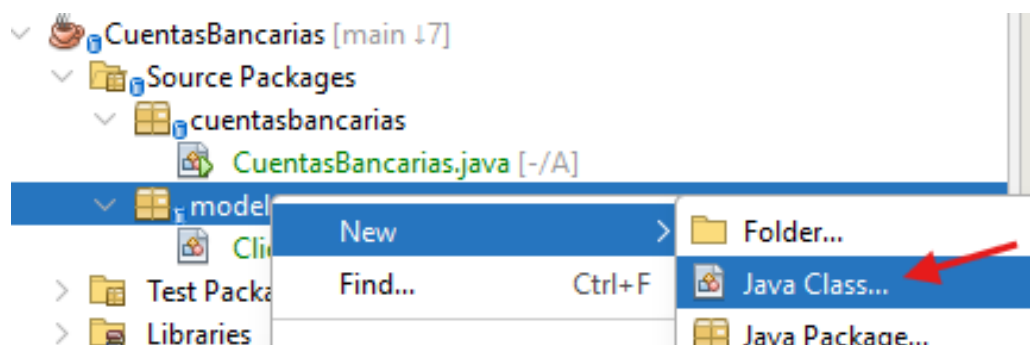 CuentasBancarias [main ↓7]
Source Packages
cuentasbancarias
CuentasBancarias.java [-/A]
model
New
Folder...
Clie
Find... Ctrl+F
Java Class...
Test Packa
Libraries
Java Package...